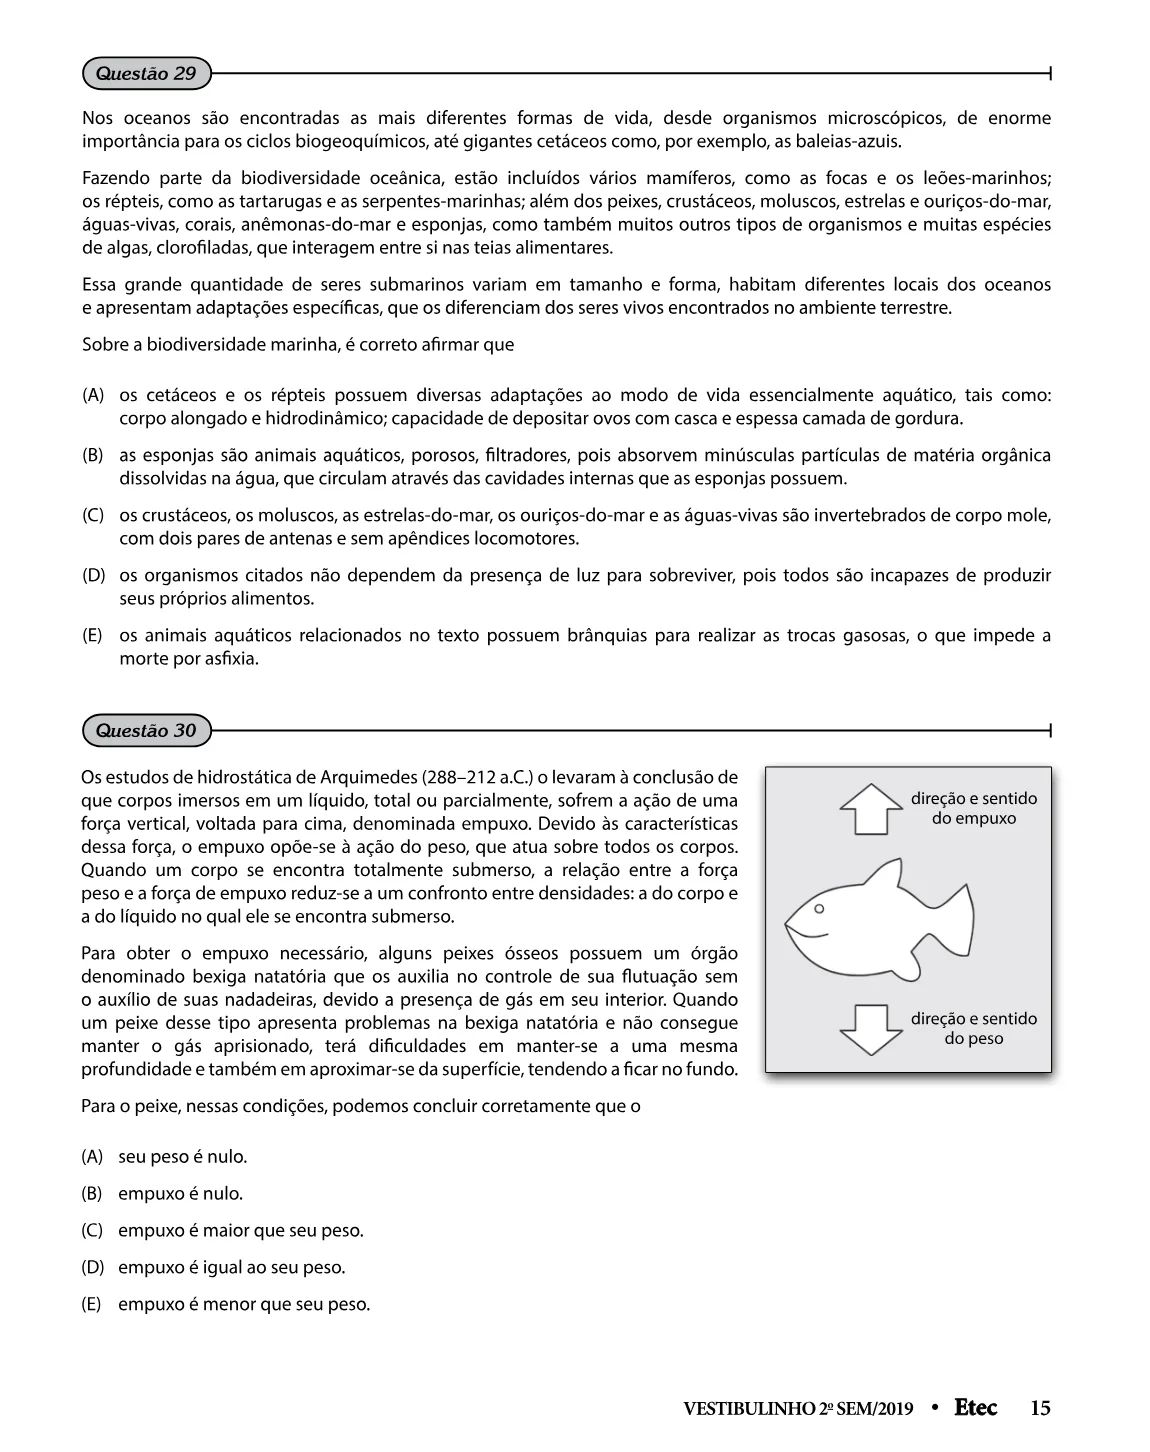 Questão 29
Nos oceanos são encontradas as mais diferentes formas de vida, desde organismos microscópicos, de enorme
importância para os ciclos biogeoquímicos, até gigantes cetáceos como, por exemplo, as baleias-azuis.
Fazendo parte da biodiversidade oceânica, estão incluídos vários mamíferos, como as focas e os leões-marinhos;
os répteis, como as tartarugas e as serpentes-marinhas; além dos peixes, crustáceos, moluscos, estrelas e ouriços-do-mar,
águas-vivas, corais, anêmonas-do-mar e esponjas, como também muitos outros tipos de organismos e muitas espécies
de algas, clorofiladas, que interagem entre si nas teias alimentares.
Essa grande quantidade de seres submarinos variam em tamanho e forma, habitam diferentes locais dos oceanos
e apresentam adaptações específicas, que os diferenciam dos seres vivos encontrados no ambiente terrestre.
Sobre a biodiversidade marinha, é correto afirmar que
(A) os cetáceos e os répteis possuem diversas adaptações ao modo de vida essencialmente aquático, tais como:
corpo alongado e hidrodinâmico; capacidade de depositar ovos com casca e espessa camada de gordura.
(B) as esponjas são animais aquáticos, porosos, filtradores, pois absorvem minúsculas partículas de matéria orgânica
dissolvidas na água, que circulam através das cavidades internas que as esponjas possuem.
(C) os crustáceos, os moluscos, as estrelas-do-mar, os ouriços-do-mar e as águas-vivas são invertebrados de corpo mole,
com dois pares de antenas e sem apêndices locomotores.
(D) os organismos citados não dependem da presença de luz para sobreviver, pois todos são incapazes de produzir
seus próprios alimentos.
(E) os animais aquáticos relacionados no texto possuem brânquias para realizar as trocas gasosas, o que impede a
morte por asfixia.
Questão 30
Os estudos de hidrostática de Arquimedes (288–212 a.C.) o levaram à conclusão de
que corpos imersos em um líquido, total ou parcialmente, sofrem a ação de uma
força vertical, voltada para cima, denominada empuxo. Devido às características
dessa força, o empuxo opõe-se à ação do peso, que atua sobre todos os corpos.
Quando um corpo se encontra totalmente submerso, a relação entre a força
peso e a força de empuxo reduz-se a um confronto entre densidades: a do corpo e
a do líquido no qual ele se encontra submerso.
Para obter o empuxo necessário, alguns peixes ósseos possuem um órgão
denominado bexiga natatória que os auxilia no controle de sua flutuação sem
o auxílio de suas nadadeiras, devido a presença de gás em seu interior. Quando
um peixe desse tipo apresenta problemas na bexiga natatória e não consegue
manter o gás aprisionado, terá dificuldades em manter-se a uma mesma
profundidade e também em aproximar-se da superfície, tendendo a ficar no fundo.
direção e sentido
do empuxo
direção e sentido
do peso
Para o peixe, nessas condições, podemos concluir corretamente que o
(A) seu peso é nulo.
(B) empuxo é nulo.
(C) empuxo é maior que seu peso.
(D) empuxo é igual ao seu peso.
(E) empuxo é menor que seu peso.
VESTIBULINHO 2º SEM/2019 • Etec 15